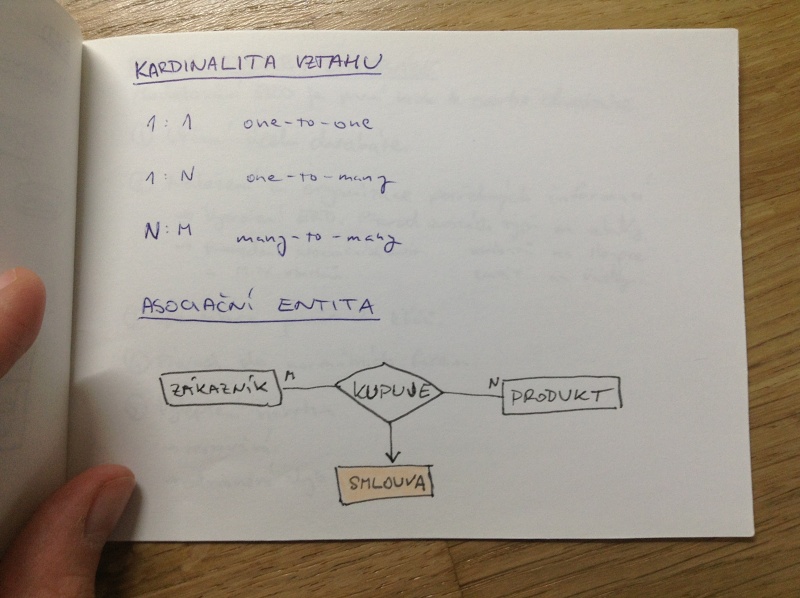 KARDINALITA VZTAHU
1:1 one-to-one
1:N one-to-many
N:M many-to-many
ASOCIAČNÍ ENTITA
ZÁKAZNÍK M KUPUJE N PRODUKT
SMLOUVA